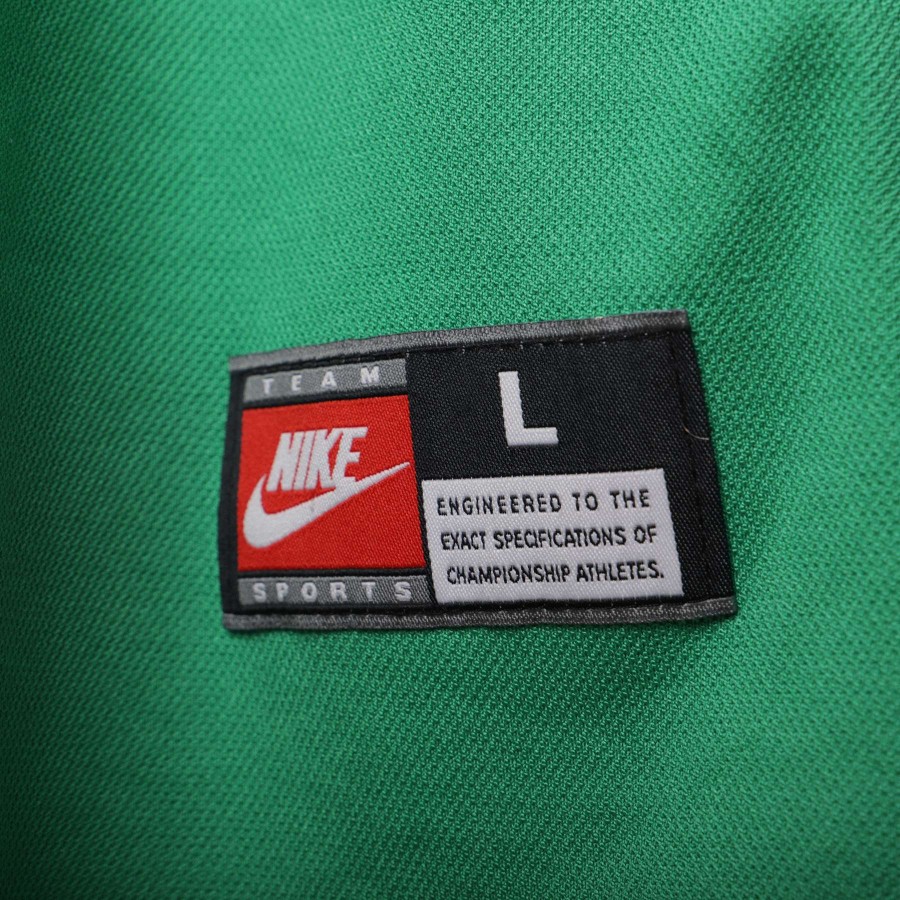 TEAM
NIKE
SPORTS
L
ENGINEERED TO THE
EXACT SPECIFICATIONS OF
CHAMPIONSHIP ATHLETES.